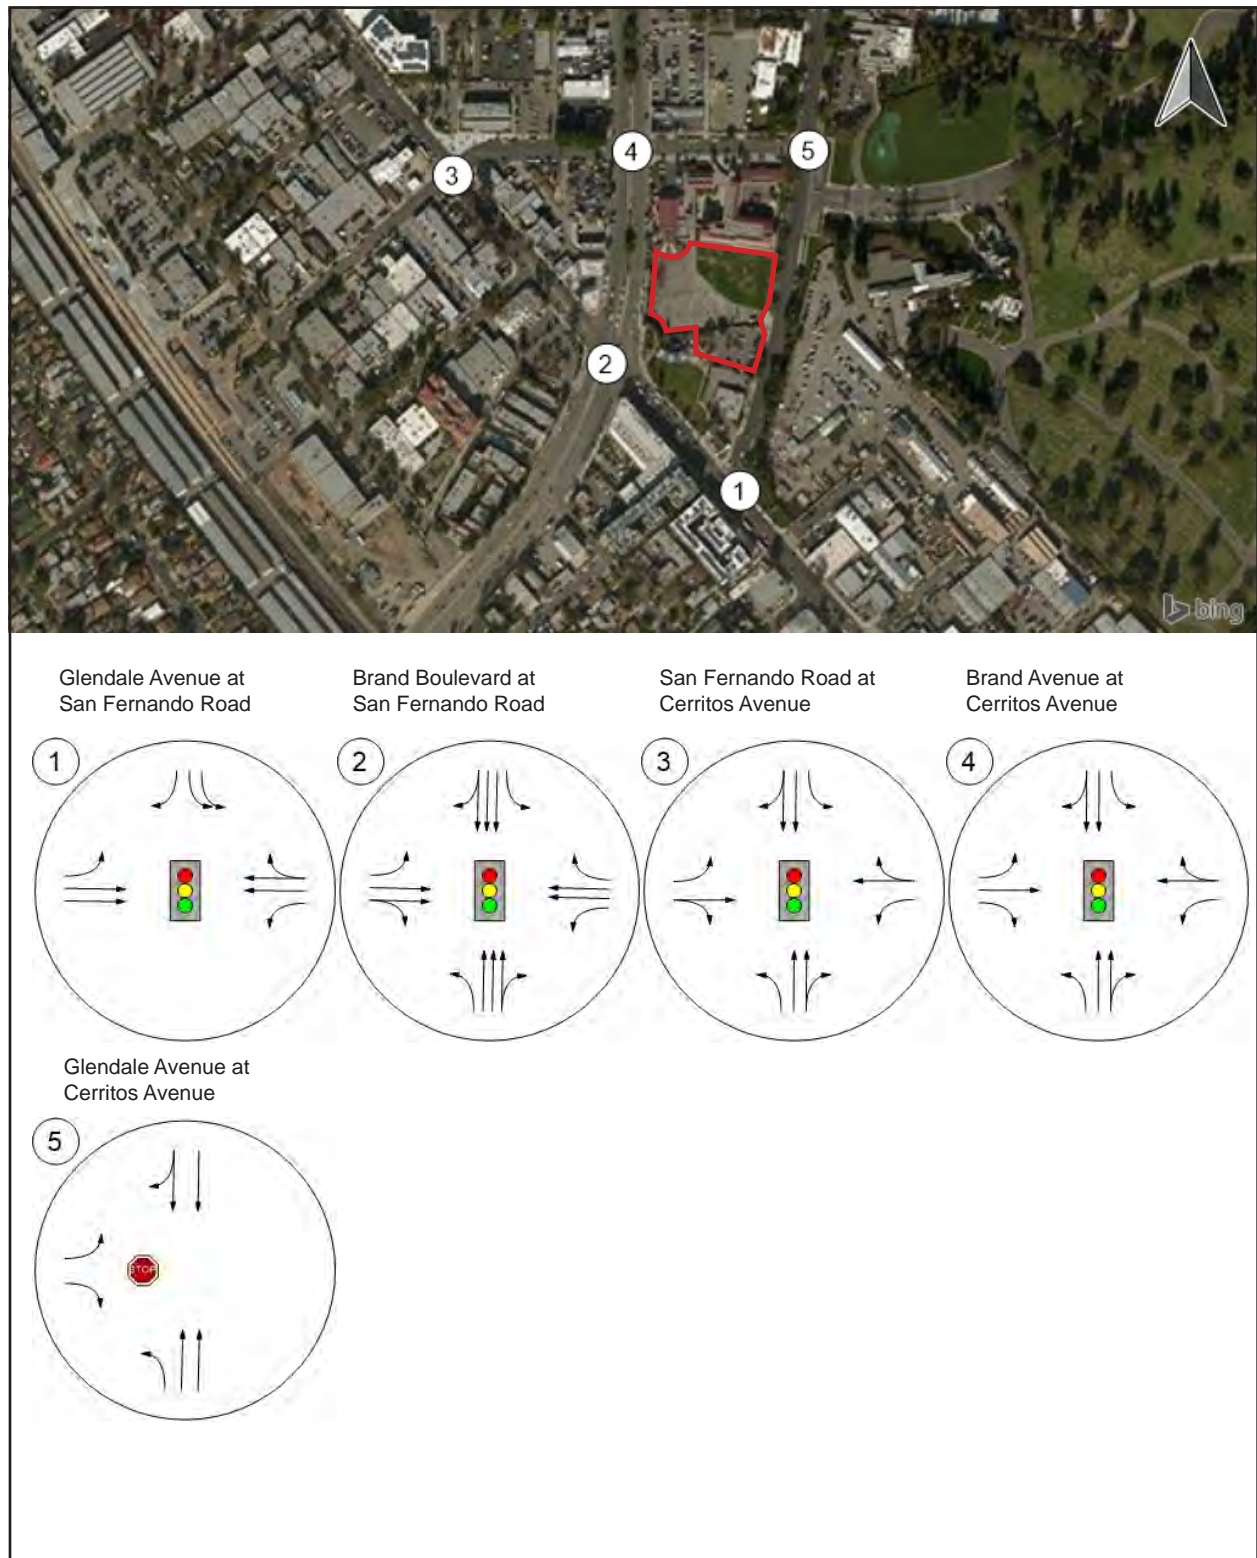 3
4
5
2
1
bing
Glendale Avenue at
San Fernando Road
Brand Boulevard at
San Fernando Road
San Fernando Road at
Cerritos Avenue
Brand Avenue at
Cerritos Avenue
1
2
3
4
Glendale Avenue at
Cerritos Avenue
5
STOP